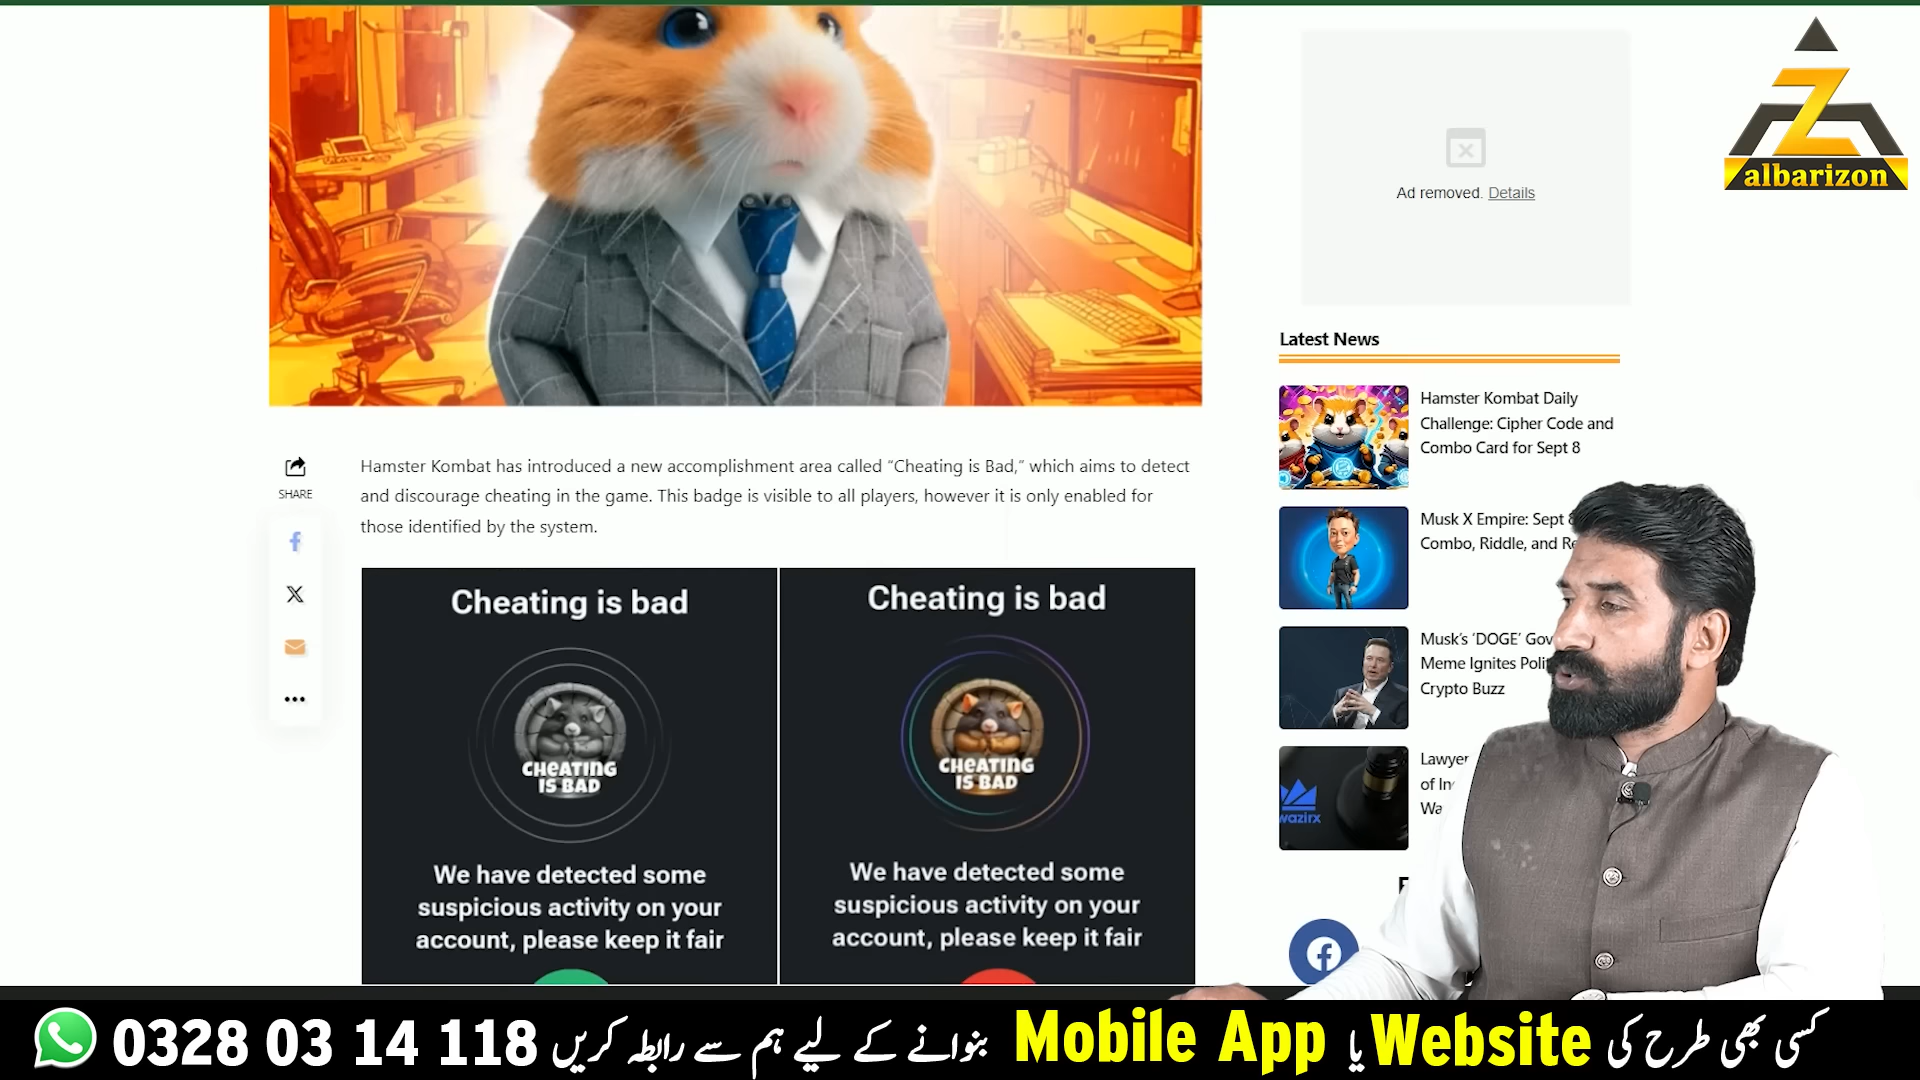 Ad removed. Details
Z
albarizon
Latest News
Hamster Kombat Daily
Challenge: Cipher Code and
Combo Card for Sept 8
Musk X Empire: Sept
Combo, Riddle, and
Musk's 'DOGE'
Meme Ignites
Crypto Buzz
wazirx
SHARE
Hamster Kombat has introduced a new accomplishment area called “Cheating is Bad,” which aims to detect
and discourage cheating in the game. This badge is visible to all players, however it is only enabled for
those identified by the system.
Cheating is bad
CHEATING
IS BAD
We have detected some
suspicious activity on your
account, please keep it fair
Cheating is bad
CHEATING
IS BAD
We have detected some
suspicious activity on your
account, please keep it fair
کسی بھی طرح کی Website یا Mobile App بنوانے کے لیے ہم سے رابطہ کریں 0328 03 14 118